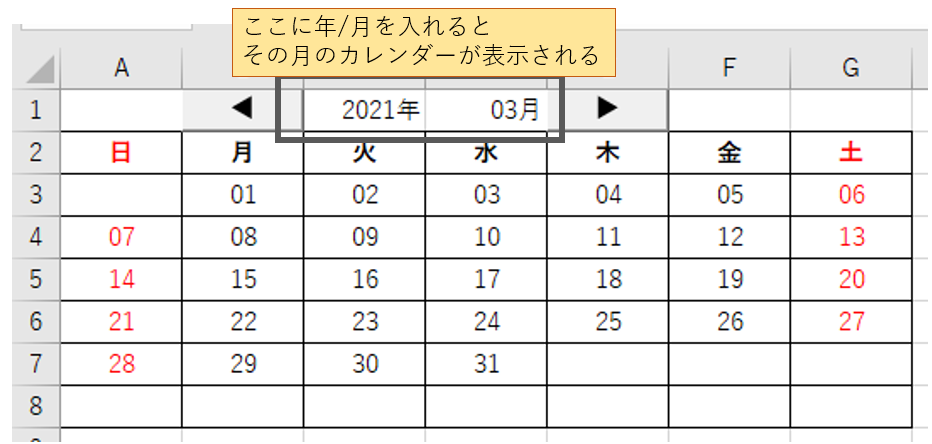 ここに年/月を入れると
その月のカレンダーが表示される
A F G
1 ◀ 2021年 03月 ▶
2 日 月 火 水 木 金 土
3 01 02 03 04 05 06
4 07 08 09 10 11 12 13
5 14 15 16 17 18 19 20
6 21 22 23 24 25 26 27
7 28 29 30 31
8